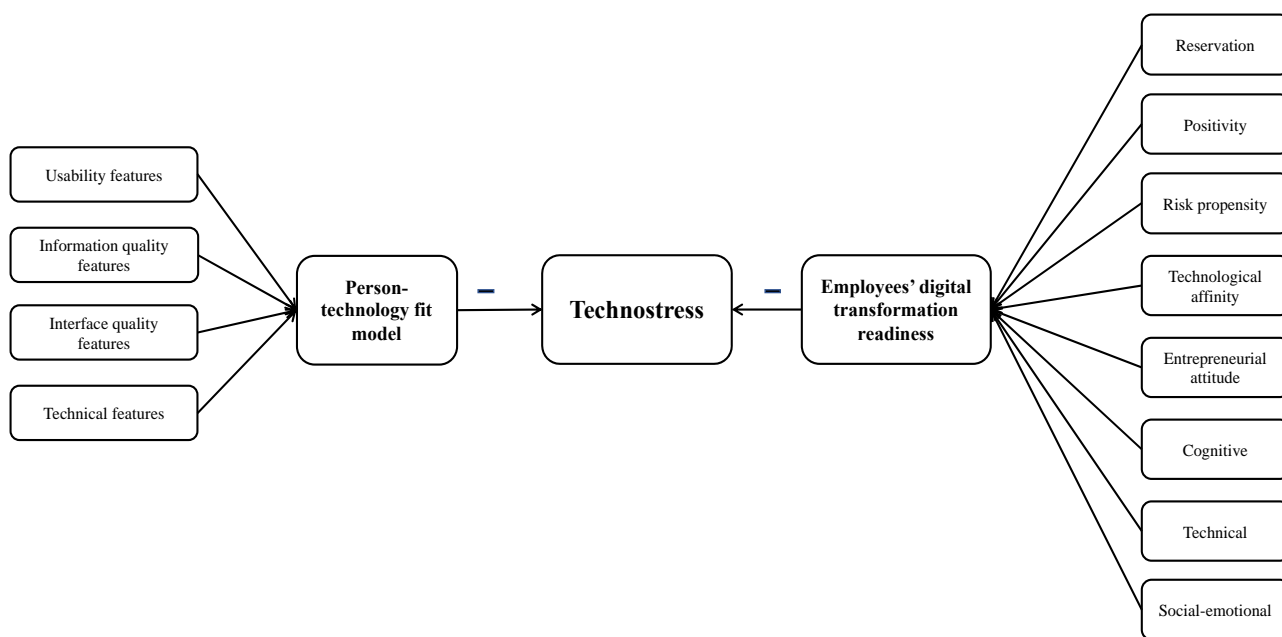 Usability features
Information quality
features
Interface quality
features
Technical features
Person-
technology fit
model
–
Technostress
–
Employees’ digital
transformation
readiness
Reservation
Positivity
Risk propensity
Technological
affinity
Entrepreneurial
attitude
Cognitive
Technical
Social-emotional